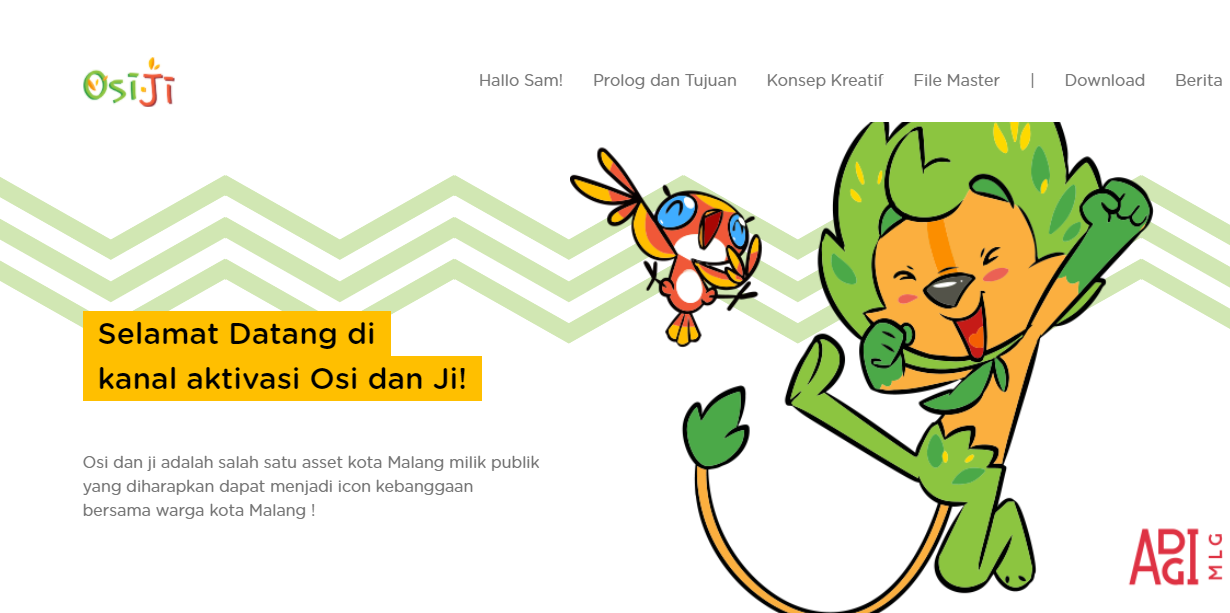 OsiJi
Hallo Sam! Prolog dan Tujuan Konsep Kreatif File Master | Download Berita
Selamat Datang di
kanal aktivasi Osi dan Ji!
Osi dan ji adalah salah satu asset kota Malang milik publik
yang diharapkan dapat menjadi icon kebanggaan
bersama warga kota Malang !
ADGI
MLG